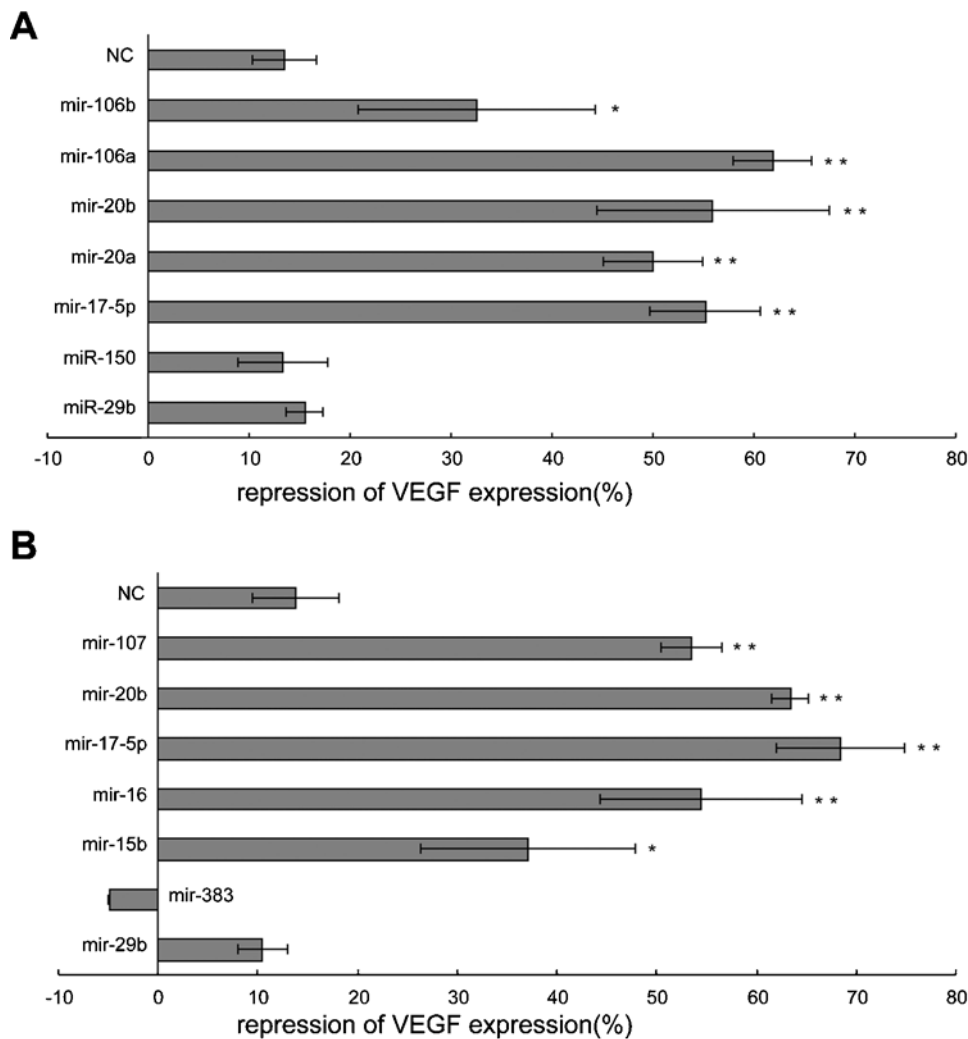 A
NC
mir-106b
*
mir-106a
* *
mir-20b
* *
mir-20a
* *
mir-17-5p
* *
miR-150
miR-29b
-10 0 10 20 30 40 50 60 70 80
repression of VEGF expression(%)
B
NC
mir-107
* *
mir-20b
* *
mir-17-5p
* *
mir-16
* *
mir-15b
*
mir-383
mir-29b
-10 0 10 20 30 40 50 60 70 80
repression of VEGF expression(%)